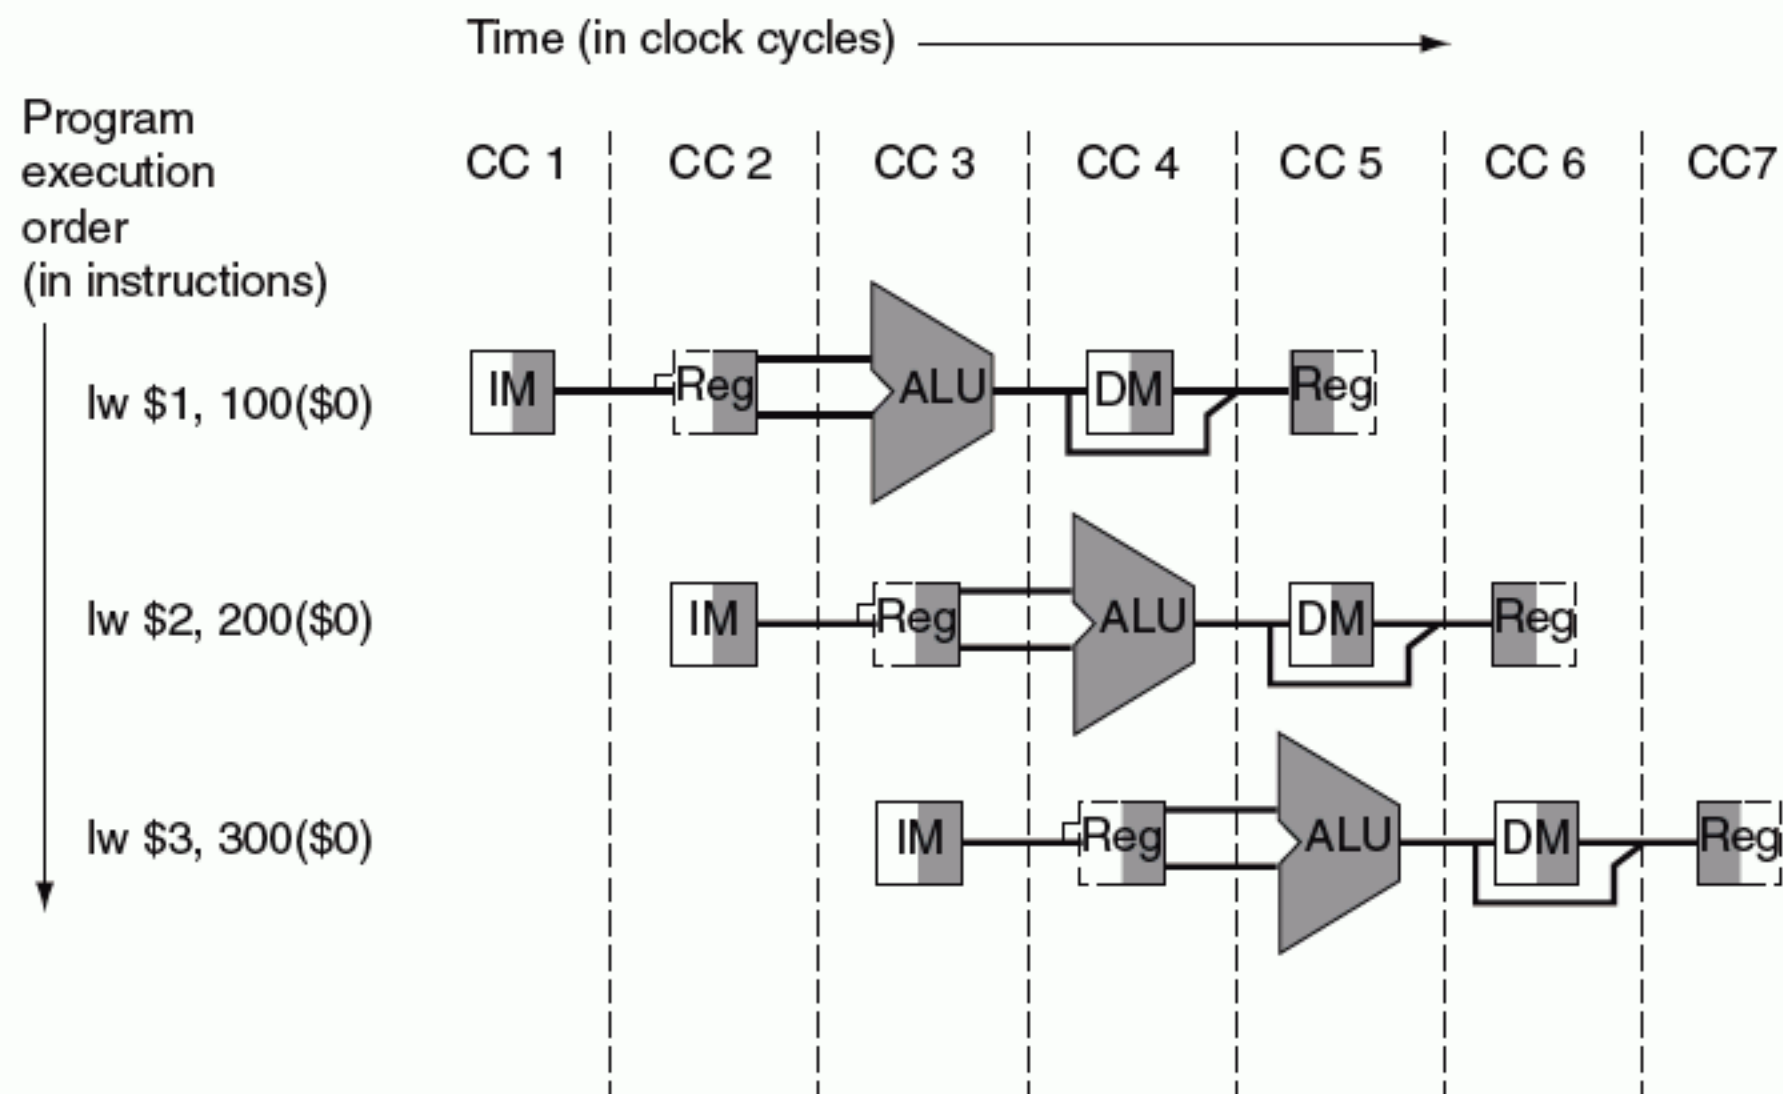 Time (in clock cycles)
Program
execution
order
(in instructions)
CC 1 CC 2 CC 3 CC 4 CC 5 CC 6 CC7
lw $1, 100($0) IM Reg ALU DM Reg
lw $2, 200($0) IM Reg ALU DM Reg
lw $3, 300($0) IM Reg ALU DM Reg